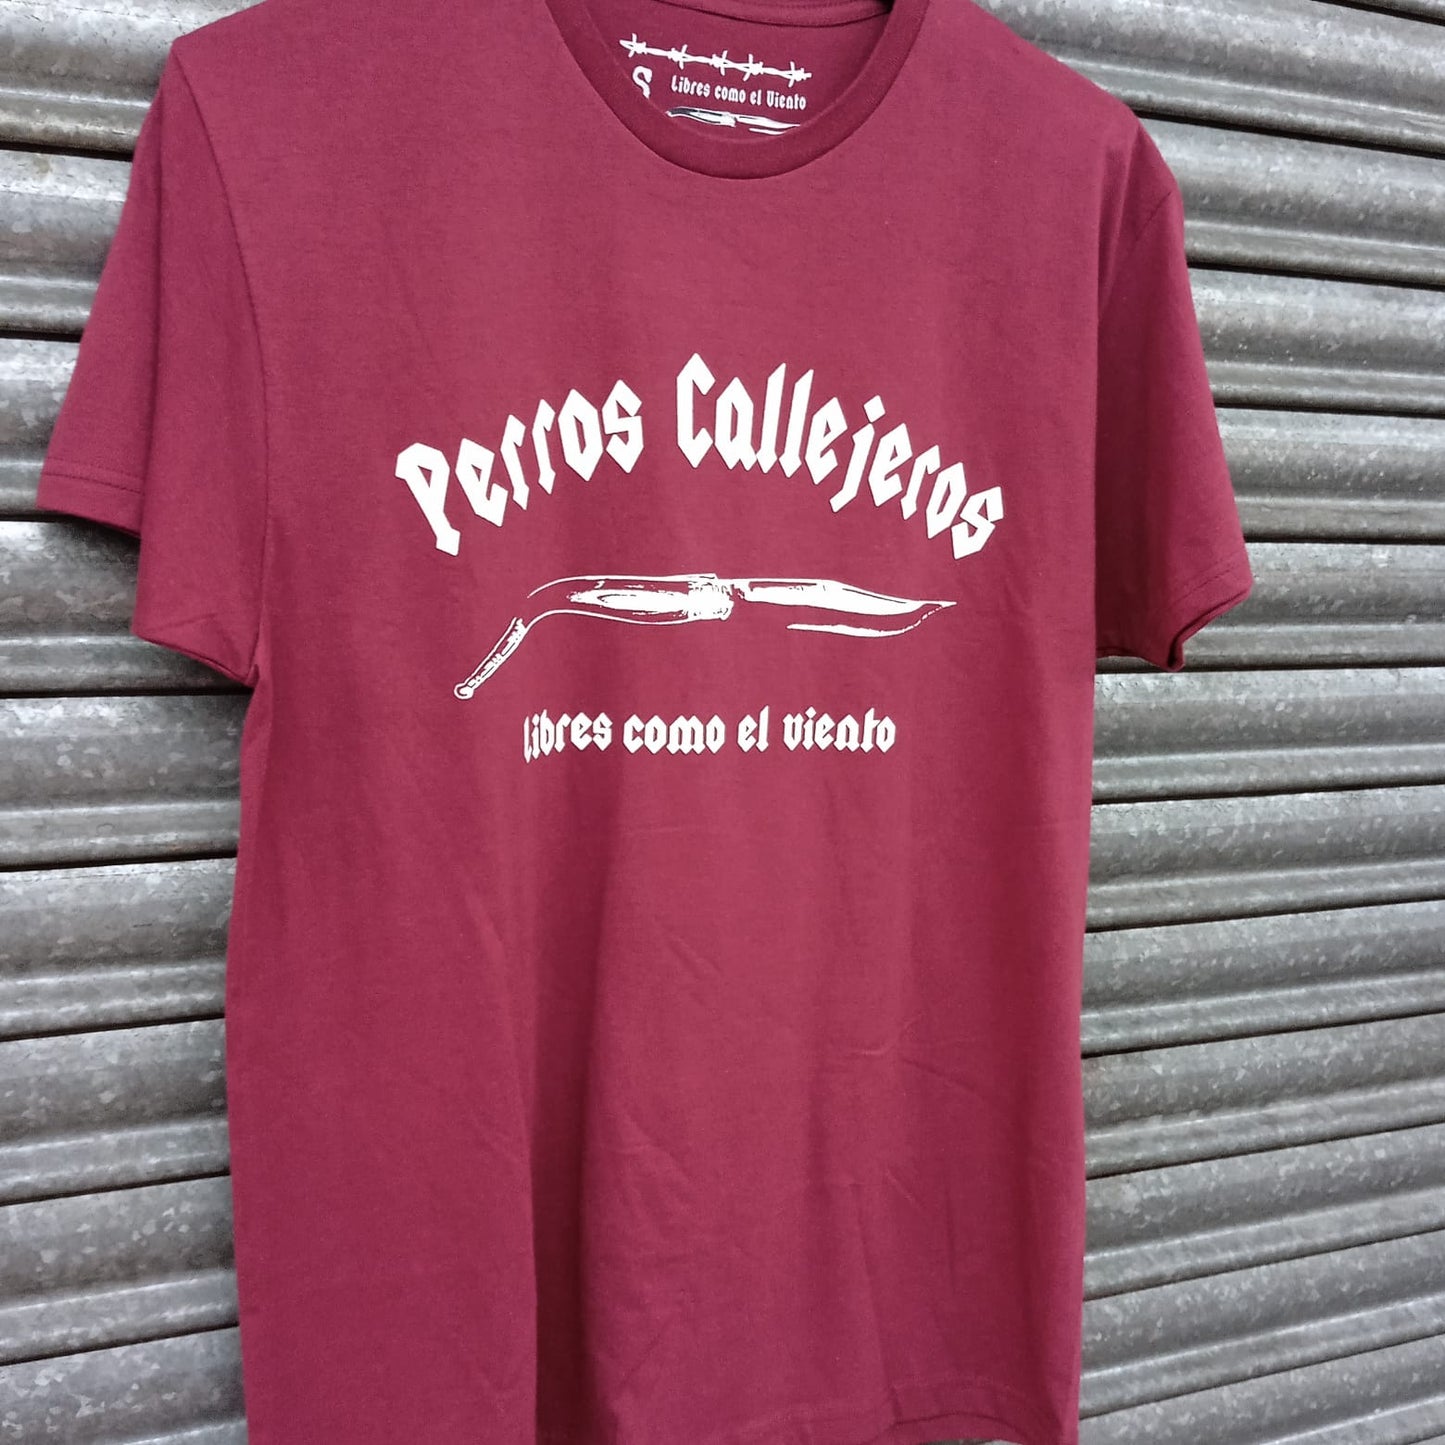 S
Libres como el Viento
Perros Callejeros
Libres como el viento